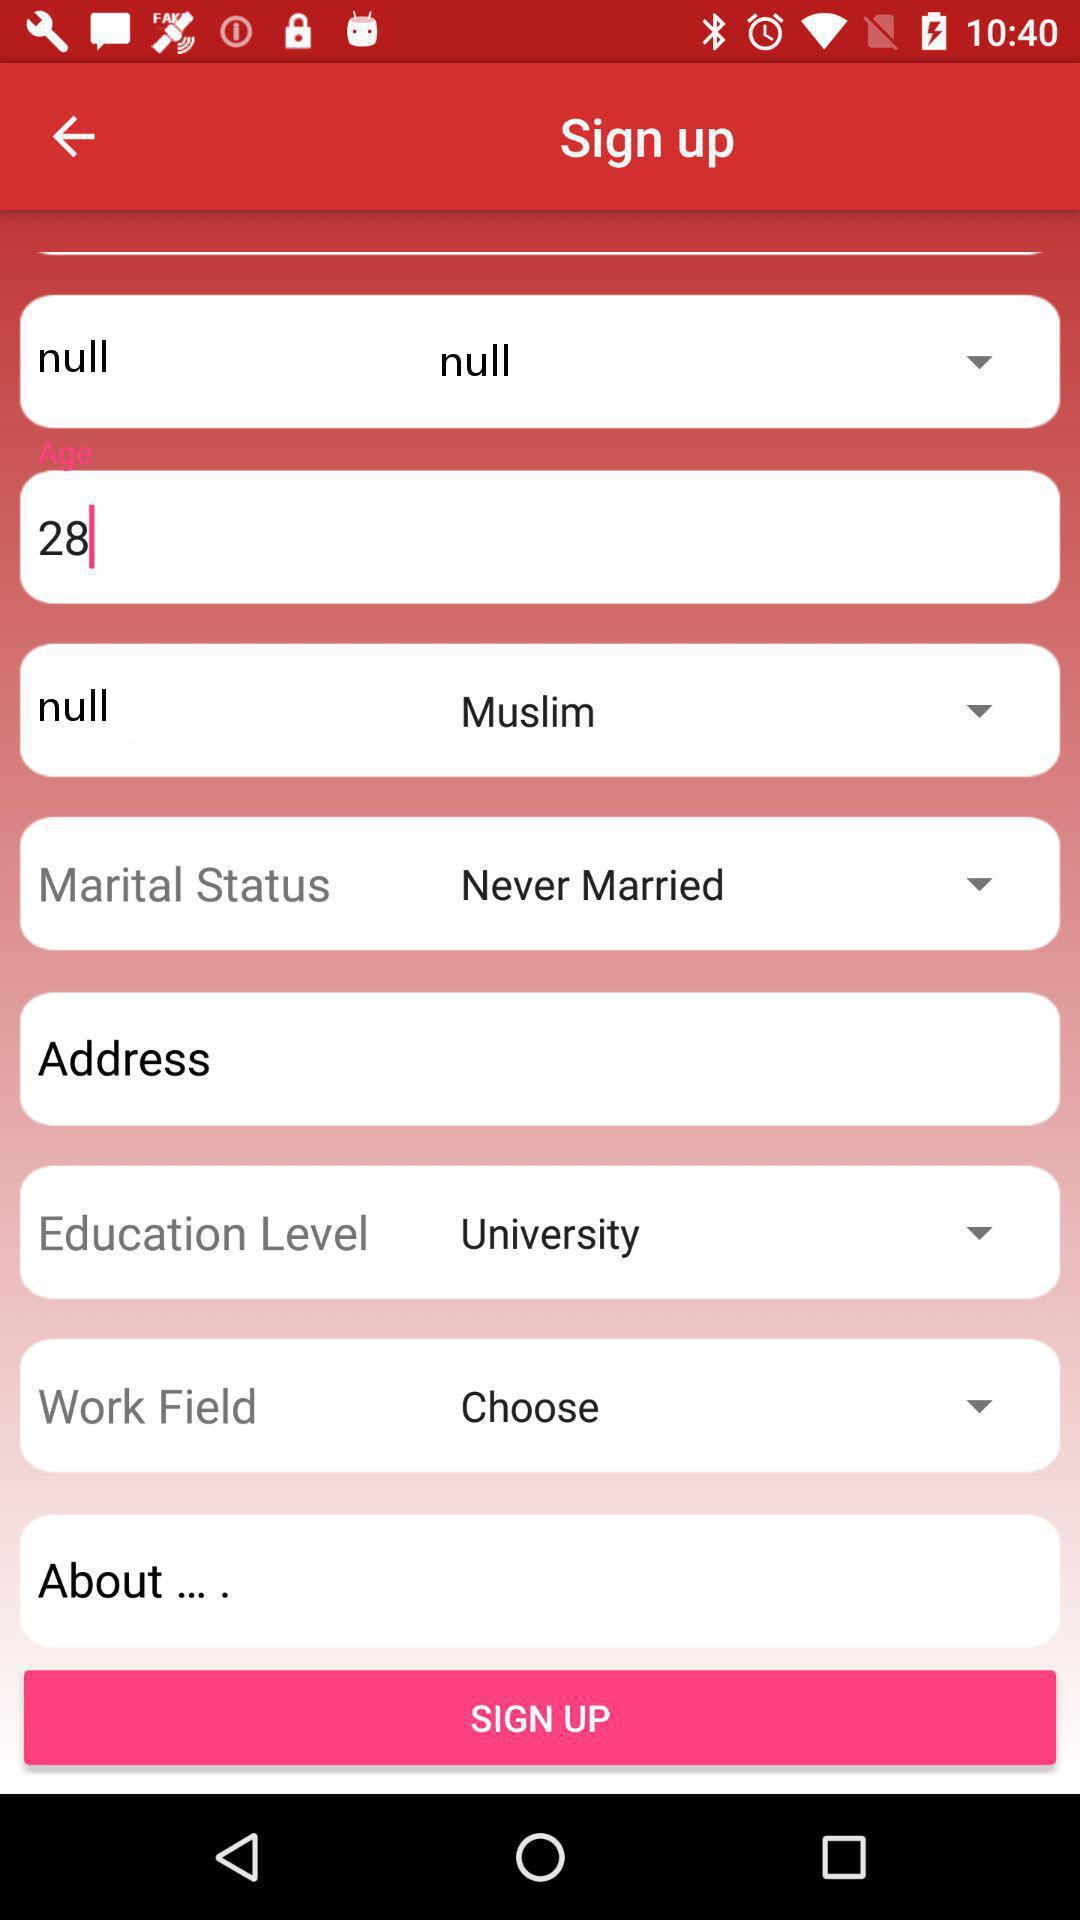 FAKE
10:40
Sign up
null null
Age
28
null Muslim
Marital Status Never Married
Address
Education Level University
Work Field Choose
About ... .
SIGN UP